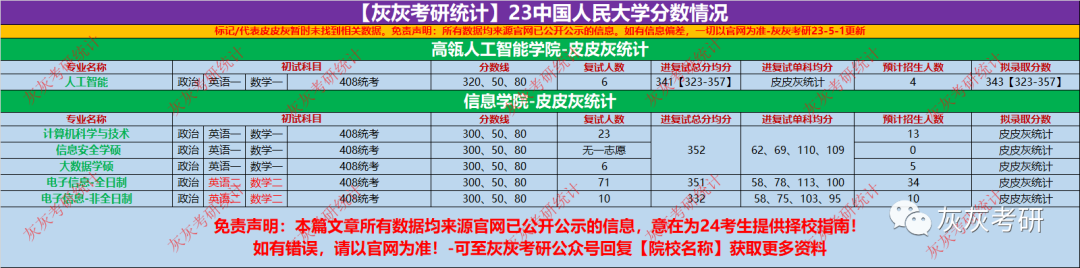 【灰灰考研统计】23中国人民大学分数情况
标记/代表皮皮灰暂时未找到相关数据。免责声明：所有数据均来源官网已公开公示的信息。如有信息偏差，一切以官网为准-灰灰考研23-5-1更新
高瓴人工智能学院-皮皮灰统计
专业名称 初试科目 分数线 复试人数 进复试总分均分 进复试单科均分 预计招生人数 拟录取分数
人工智能 政治 英语一 数学一 408统考 320、50、80 6 341【323-357】 皮皮灰统计 4 343【323-357】
信息学院-皮皮灰统计
专业名称 初试科目 分数线 复试人数 进复试总分均分 进复试单科均分 预计招生人数 拟录取分数
计算机科学与技术 政治 英语一 数学一 408统考 300、50、80 23 13 皮皮灰统计
信息安全学硕 政治 英语一 数学一 408统考 300、50、80 无一志愿 352 62、69、110、109 0 皮皮灰统计
大数据学硕 政治 英语一 数学一 408统考 300、50、80 6 5 皮皮灰统计
电子信息-全日制 政治 英语二 数学二 408统考 300、50、80 71 351 58、78、113、100 34 皮皮灰统计
电子信息-非全日制 政治 英语二 数学二 408统考 300、50、80 10 332 58、75、103、95 10 皮皮灰统计
免责声明：本篇文章所有数据均来源官网已公开公示的信息，意在为24考生提供择校指南！
如有错误，请以官网为准！-可至灰灰考研公众号回复【院校名称】获取更多资料
灰灰考研
灰灰考研统计